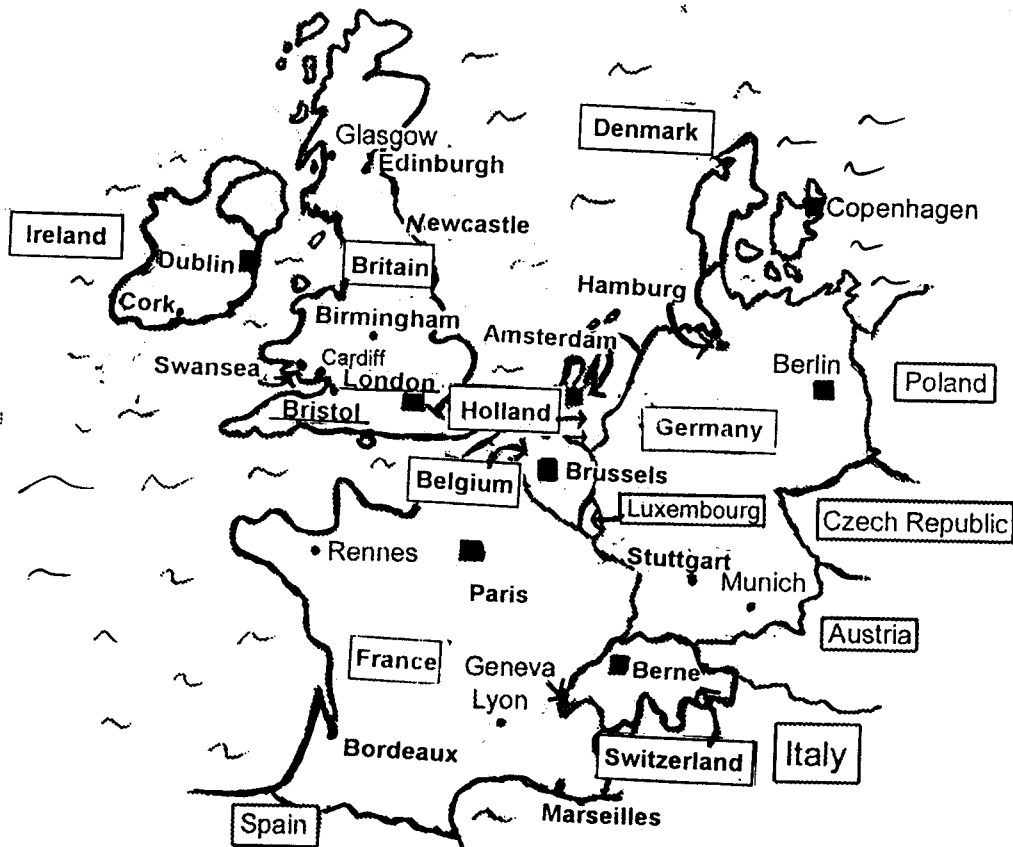 Glasgow
Edinburgh
Denmark
Newcastle
Copenhagen
Ireland
Dublin
Britain
Cork
Hamburg
Birmingham
Amsterdam
Swansea
Cardiff
London
Berlin
Poland
Bristol
Holland
Germany
Belgium
Brussels
Luxembourg
Czech Republic
Rennes
Stuttgart
Munich
Paris
Austria
France
Geneva
Berne
Lyon
Bordeaux
Switzerland
Italy
Spain
Marseilles